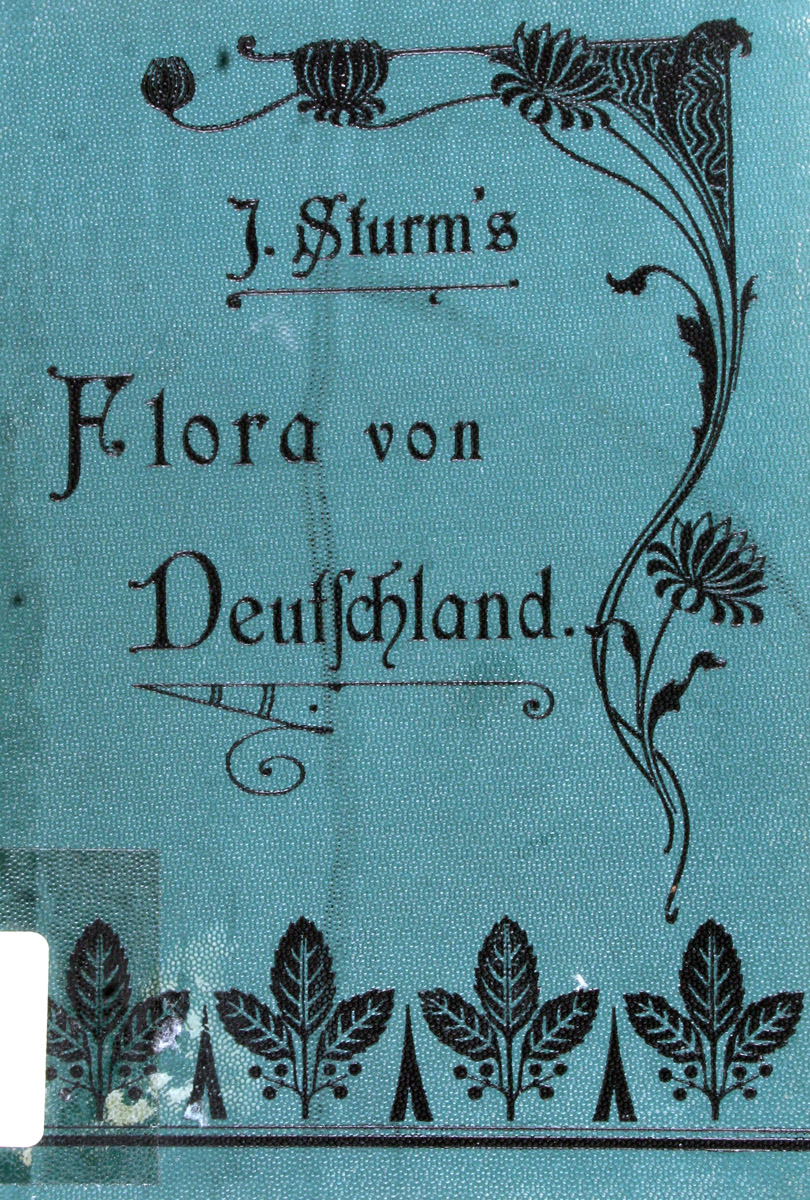 J. Sturm's
Flora von
Deutschland.